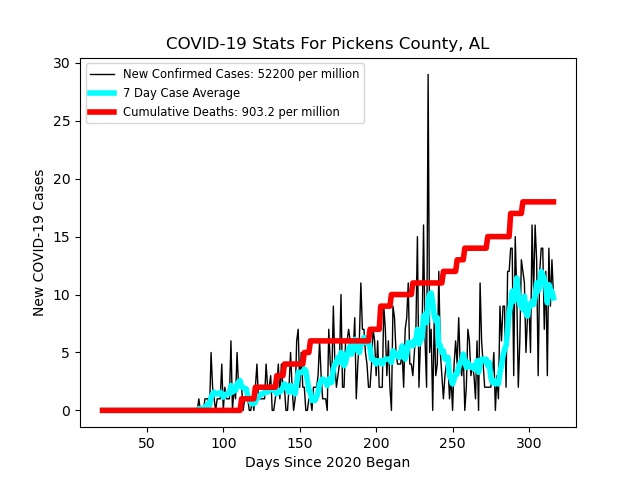 COVID-19 Stats For Pickens County, AL
New Confirmed Cases: 52200 per million
7 Day Case Average
Cumulative Deaths: 903.2 per million
New COVID-19 Cases
30
25
20
15
10
5
0
50
100
150
200
250
300
Days Since 2020 Began